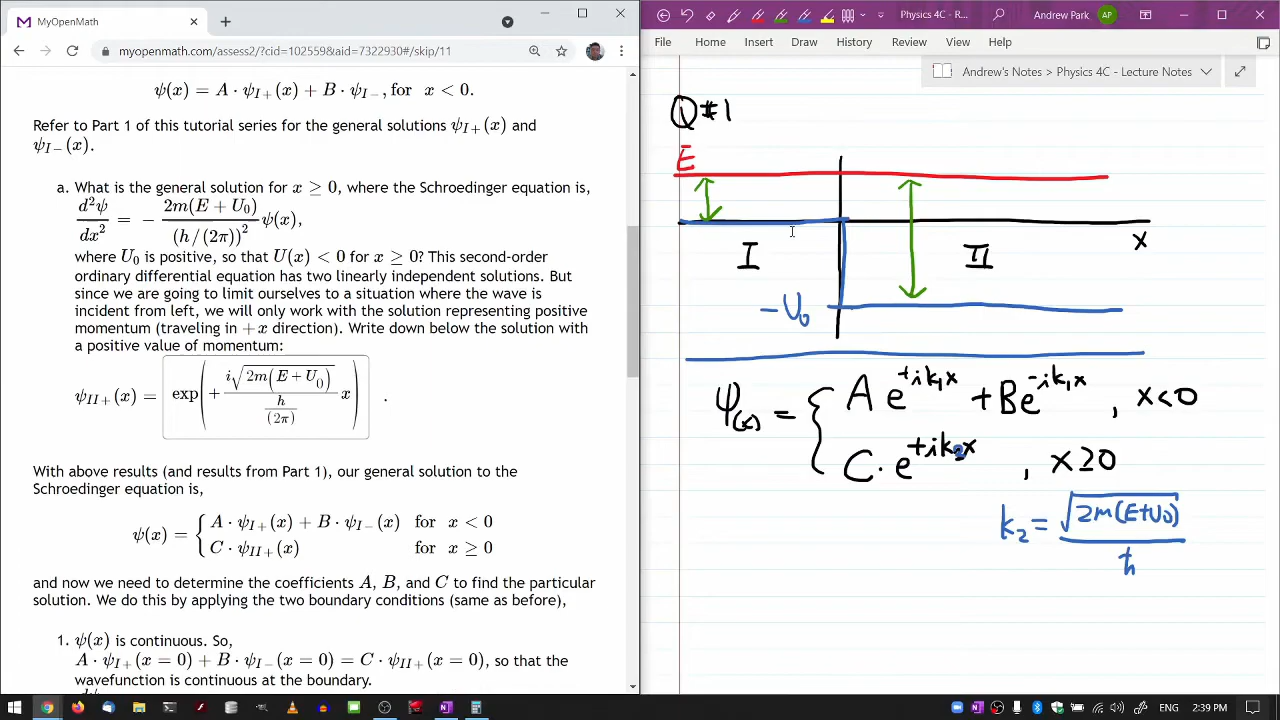 MyOpenMath
myopenmath.com/assess2/?cid=102559&aid=7322930#/skip/11
ψ(x) = A · ψ_{I+}(x) + B · ψ_{I−}, for x < 0.
Refer to Part 1 of this tutorial series for the general solutions ψ_{I+}(x) and
ψ_{I−}(x).
a. What is the general solution for x ≥ 0, where the Schroedinger equation is,
d²ψ/dx² = − 2m(E + U₀)/(h/(2π))² ψ(x),
where U₀ is positive, so that U(x) < 0 for x ≥ 0? This second-order
ordinary differential equation has two linearly independent solutions. But
since we are going to limit ourselves to a situation where the wave is
incident from left, we will only work with the solution representing positive
momentum (traveling in +x direction). Write down below the solution with
a positive value of momentum:
ψ_{II+}(x) = exp(+ i√(2m(E+U₀)) / (h/(2π)) x) .
With above results (and results from Part 1), our general solution to the
Schroedinger equation is,
ψ(x) = { A · ψ_{I+}(x) + B · ψ_{I−}(x) for x < 0
C · ψ_{II+}(x) for x ≥ 0
and now we need to determine the coefficients A, B, and C to find the particular
solution. We do this by applying the two boundary conditions (same as before),
1. ψ(x) is continuous. So,
A · ψ_{I+}(x = 0) + B · ψ_{I−}(x = 0) = C · ψ_{II+}(x = 0), so that the
wavefunction is continuous at the boundary.
Physics 4C - R...
Andrew Park
AP
File Home Insert Draw History Review View Help
Andrew's Notes > Physics 4C - Lecture Notes
Q#1
E
x
I
II
−U₀
ψ(x) = { A e^{+ik₁x} + B e^{−ik₁x} , x<0
C · e^{+ik₂x} , x≥0
k₂ = √(2m(E+U₀)) / ħ
2:39 PM